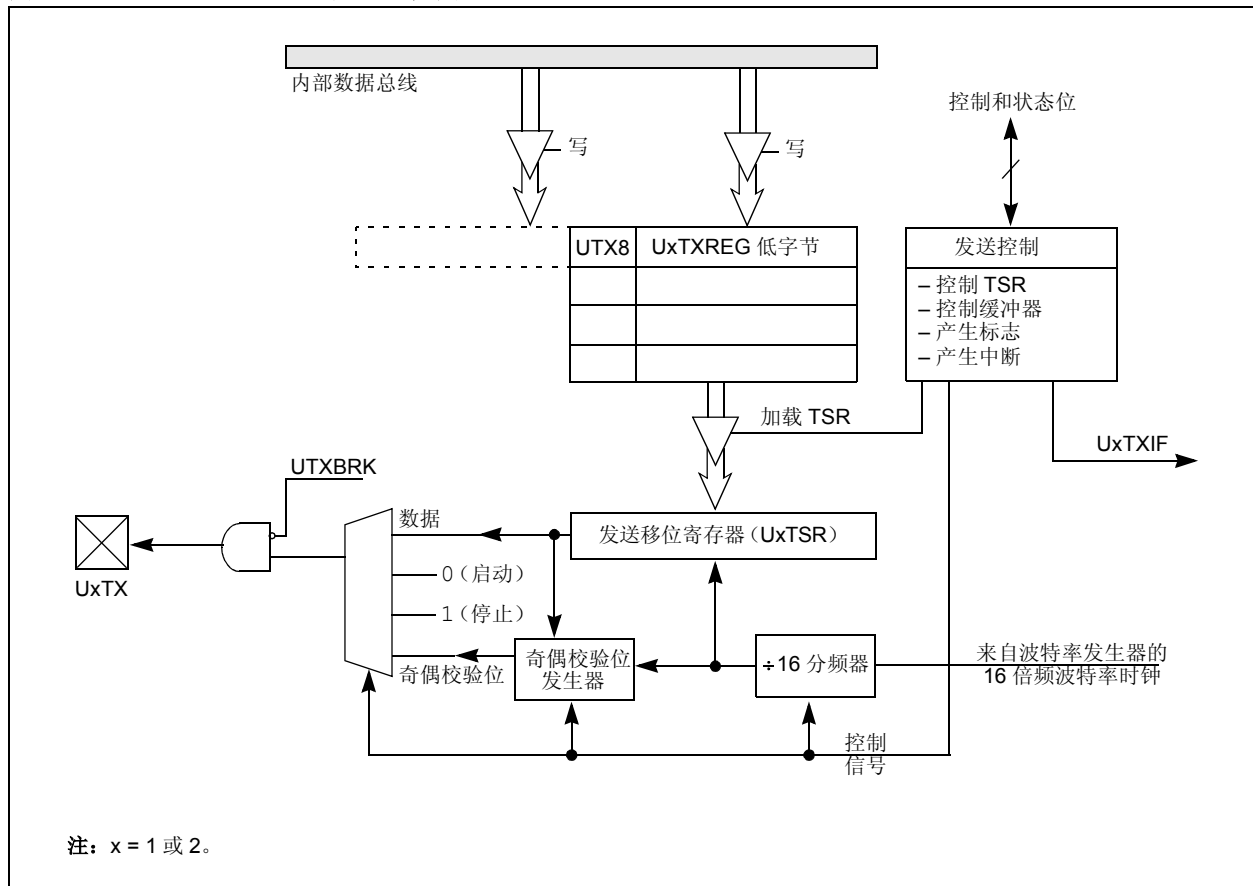 内部数据总线
控制和状态位
写
写
UTX8
UxTXREG 低字节
发送控制
– 控制 TSR
– 控制缓冲器
– 产生标志
– 产生中断
加载 TSR
UxTXIF
UTXBRK
数据
发送移位寄存器（UxTSR）
UxTX
0（启动）
1（停止）
奇偶校验位
奇偶校验位
发生器
÷16 分频器
来自波特率发生器的
16 倍频波特率时钟
控制
信号
注：x = 1 或 2。